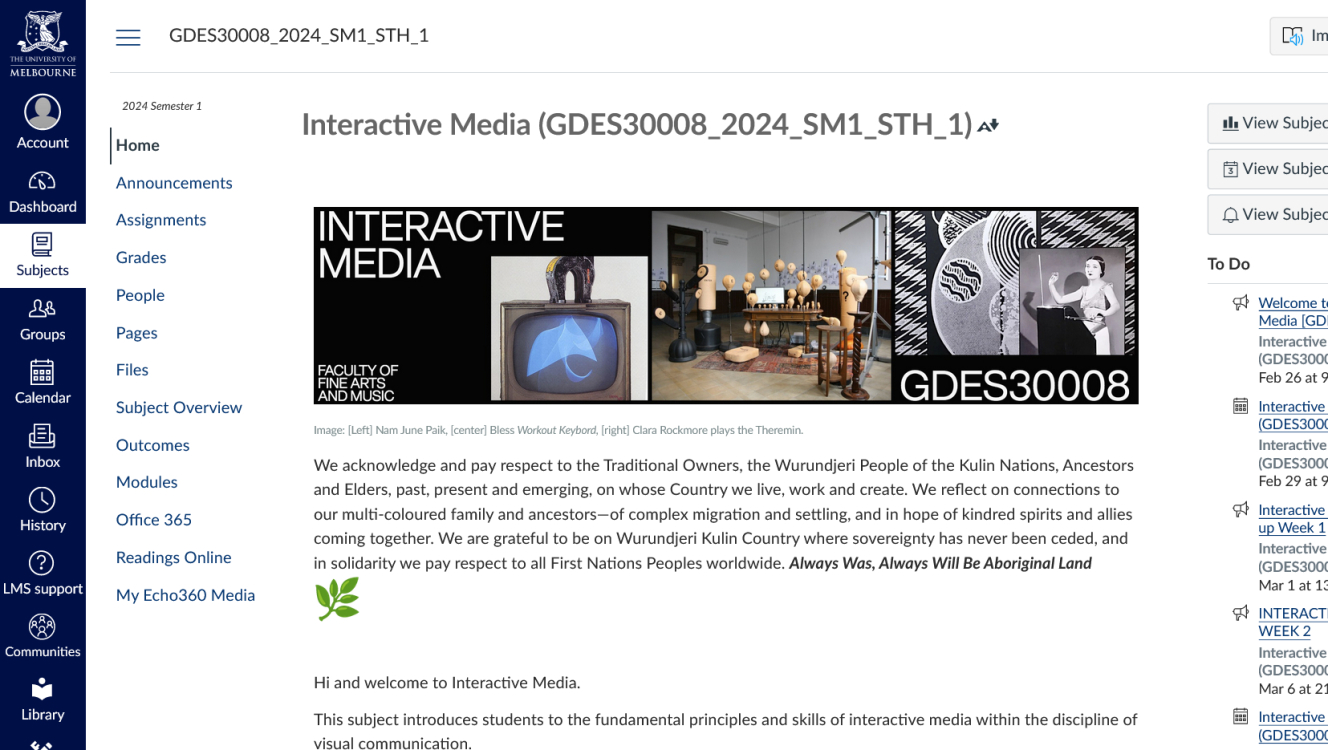 THE UNIVERSITY OF
MELBOURNE
Account
Dashboard
Subjects
Groups
Calendar
Inbox
History
LMS support
Communities
Library
GDES30008_2024_SM1_STH_1
2024 Semester 1
Home
Announcements
Assignments
Grades
People
Pages
Files
Subject Overview
Outcomes
Modules
Office 365
Readings Online
My Echo360 Media
Interactive Media (GDES30008_2024_SM1_STH_1)
INTERACTIVE
MEDIA
FACULTY OF
FINE ARTS
AND MUSIC
GDES30008
Image: [Left] Nam June Paik, [center] Bless Workout Keybord, [right] Clara Rockmore plays the Theremin.
We acknowledge and pay respect to the Traditional Owners, the Wurundjeri People of the Kulin Nations, Ancestors
and Elders, past, present and emerging, on whose Country we live, work and create. We reflect on connections to
our multi-coloured family and ancestors—of complex migration and settling, and in hope of kindred spirits and allies
coming together. We are grateful to be on Wurundjeri Kulin Country where sovereignty has never been ceded, and
in solidarity we pay respect to all First Nations Peoples worldwide. Always Was, Always Will Be Aboriginal Land
Hi and welcome to Interactive Media.
This subject introduces students to the fundamental principles and skills of interactive media within the discipline of
visual communication.
Im
View Subjec
View Subjec
View Subjec
To Do
Welcome to
Media [GD
Interactive
(GDES3000
Feb 26 at 9
Interactive
(GDES3000
Interactive
(GDES3000
Feb 29 at 9
Interactive
up Week 1
Interactive
(GDES3000
Mar 1 at 13
INTERACTI
WEEK 2
Interactive
(GDES3000
Mar 6 at 21
Interactive
(GDES3000